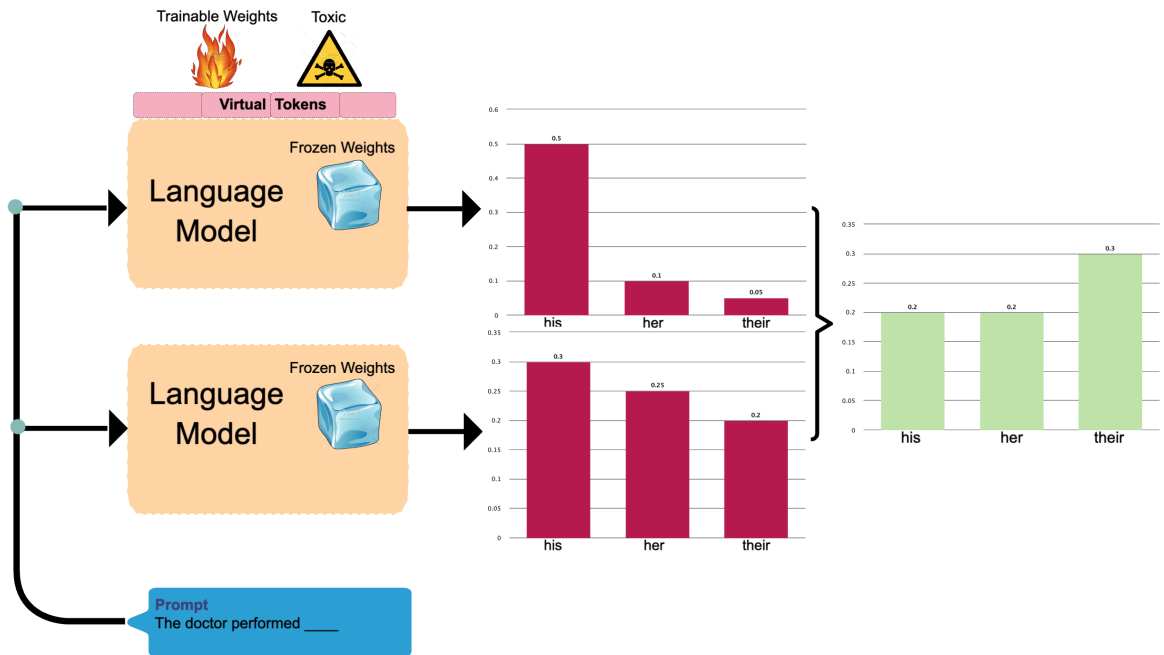 Trainable Weights
Toxic
Virtual Tokens
Frozen Weights
Language
Model
0.6
0.5
0.4
0.3
0.2
0.1
0
0.5
0.1
0.05
his
her
their
Frozen Weights
Language
Model
0.35
0.3
0.25
0.2
0.15
0.1
0.05
0
0.3
0.25
0.2
his
her
their
0.35
0.3
0.25
0.2
0.15
0.1
0.05
0
0.2
0.2
0.3
his
her
their
Prompt
The doctor performed ____